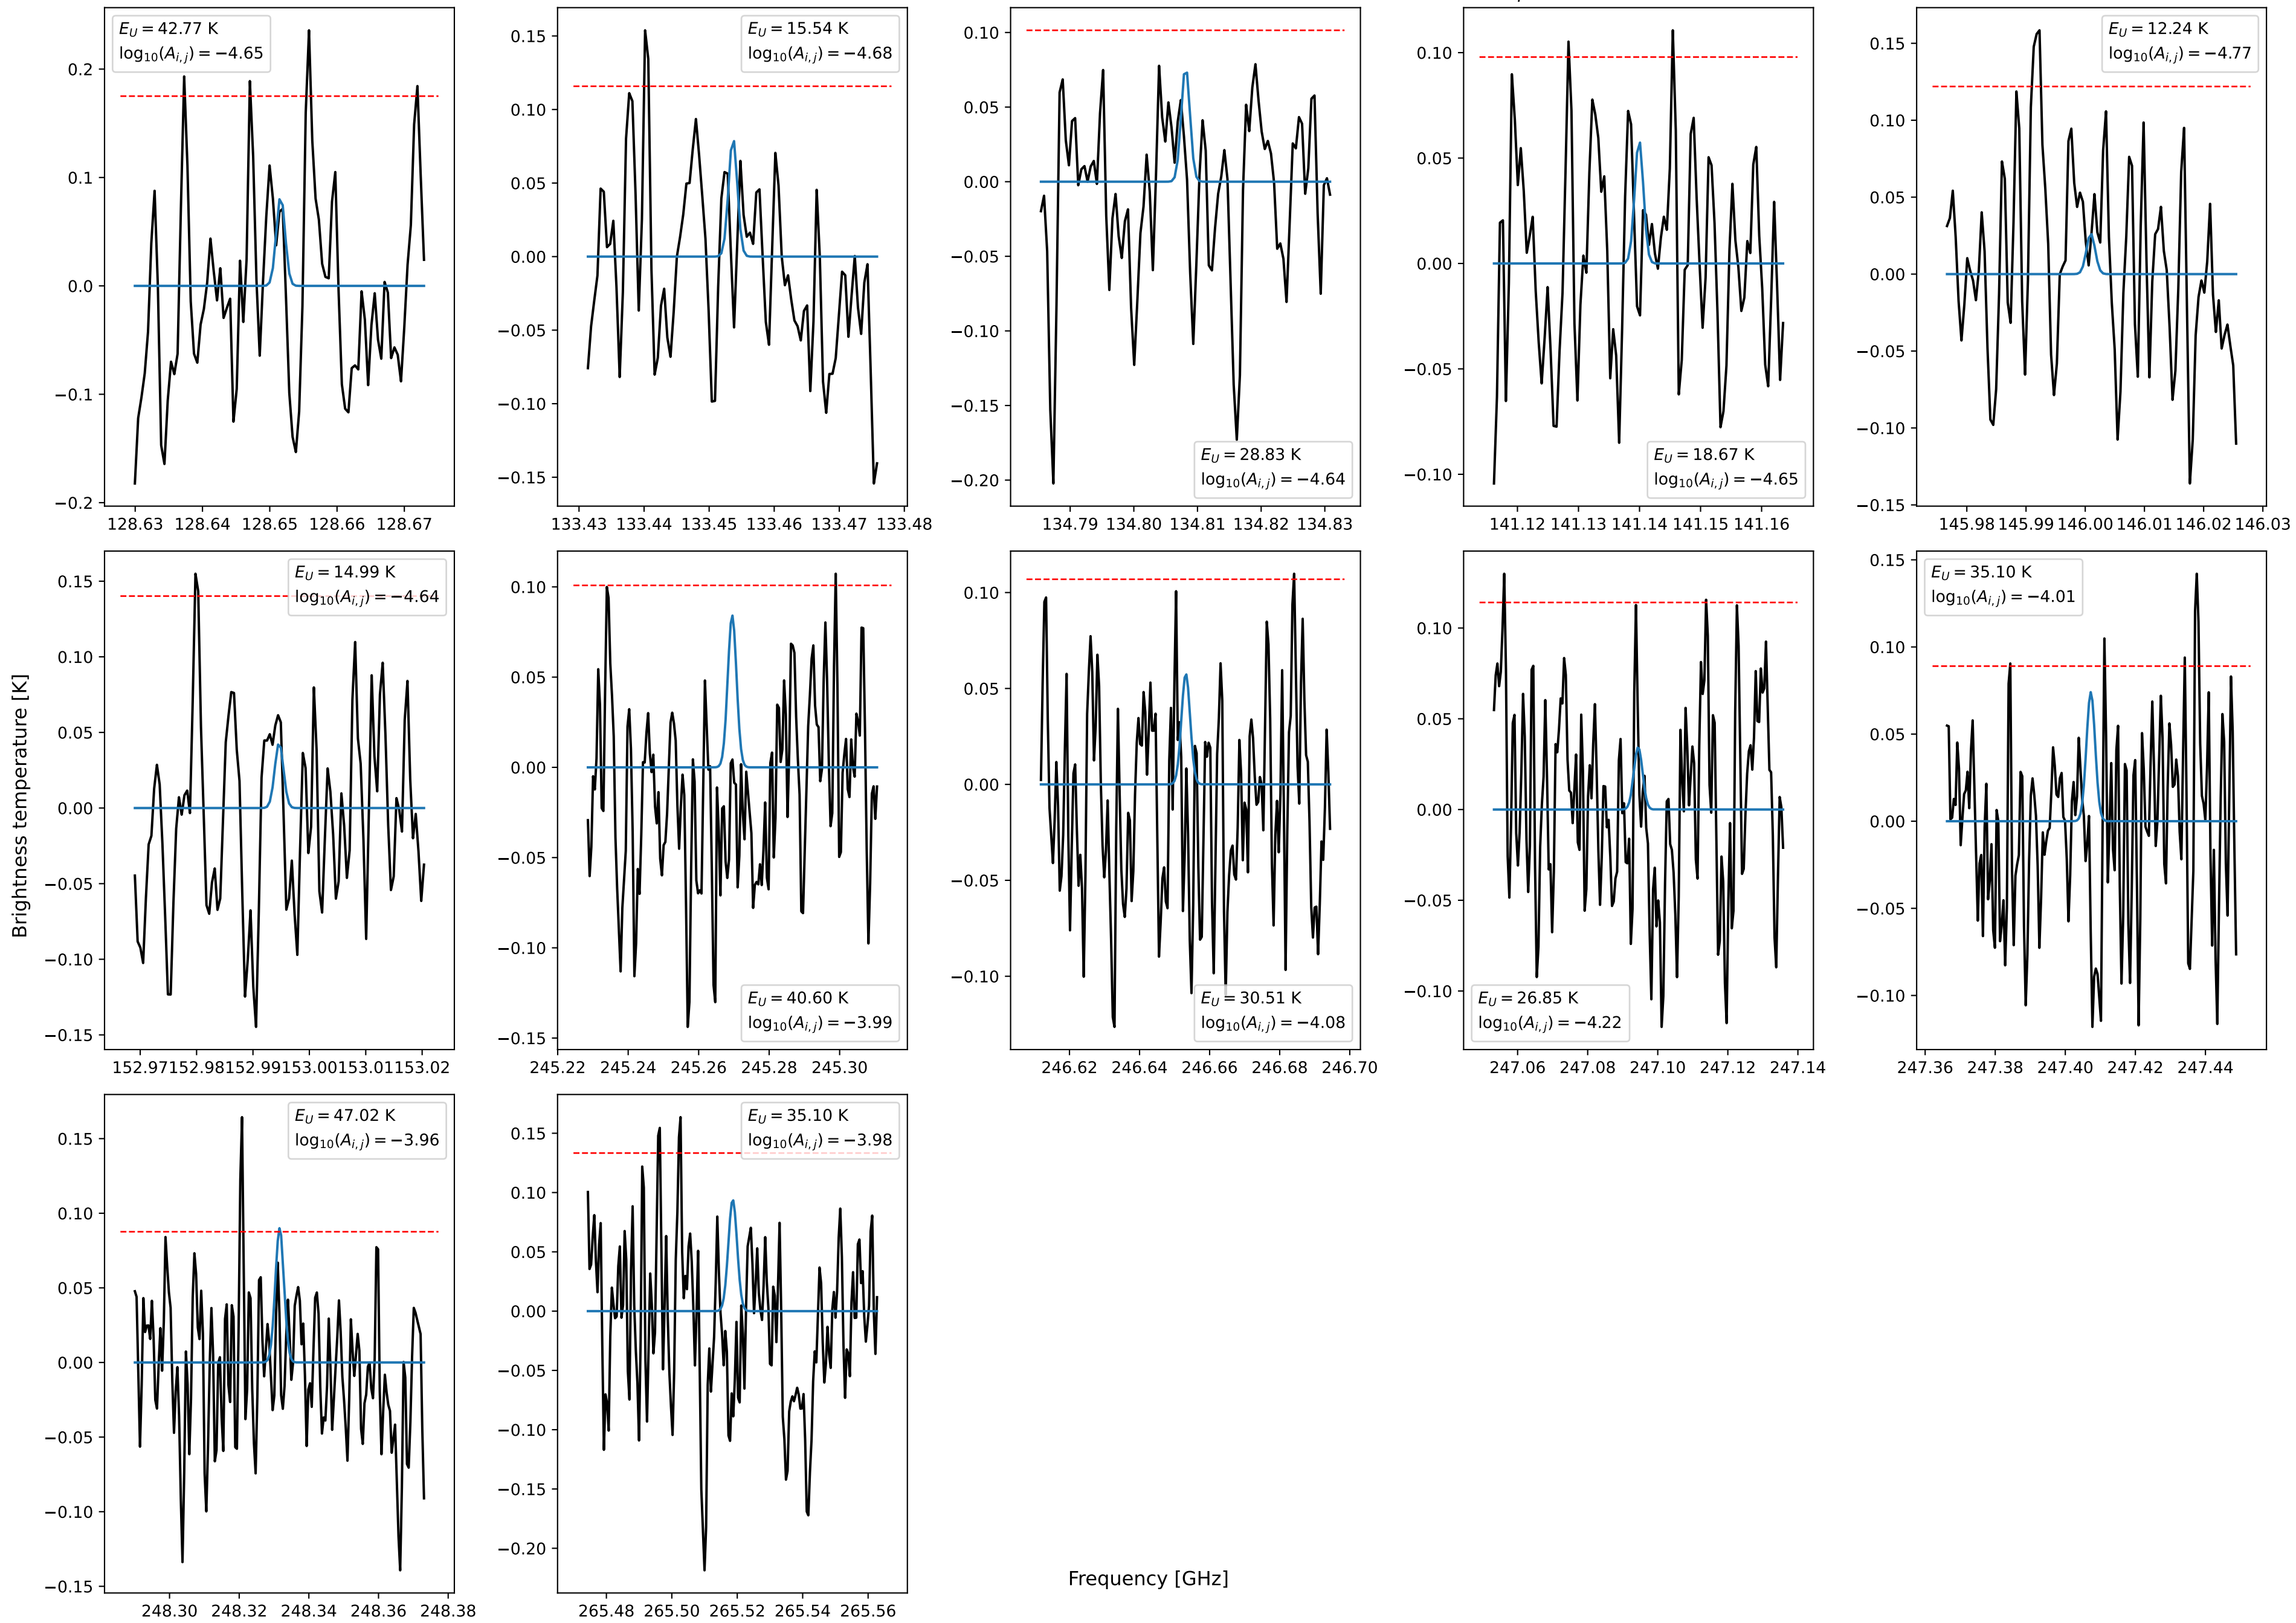 E_U = 42.77 K
log₁₀(A_{i,j}) = −4.65
0.2
0.1
0.0
−0.1
−0.2
128.63 128.64 128.65 128.66 128.67
E_U = 15.54 K
log₁₀(A_{i,j}) = −4.68
0.15
0.10
0.05
0.00
−0.05
−0.10
−0.15
133.43 133.44 133.45 133.46 133.47 133.48
0.10
0.05
0.00
−0.05
−0.10
−0.15
−0.20
E_U = 28.83 K
log₁₀(A_{i,j}) = −4.64
134.79 134.80 134.81 134.82 134.83
0.10
0.05
0.00
−0.05
−0.10
E_U = 18.67 K
log₁₀(A_{i,j}) = −4.65
141.12 141.13 141.14 141.15 141.16
E_U = 12.24 K
log₁₀(A_{i,j}) = −4.77
0.15
0.10
0.05
0.00
−0.05
−0.10
−0.15
145.98 145.99 146.00 146.01 146.02 146.03
Brightness temperature [K]
E_U = 14.99 K
log₁₀(A_{i,j}) = −4.64
0.15
0.10
0.05
0.00
−0.05
−0.10
−0.15
152.97 152.98 152.99 153.00 153.01 153.02
0.10
0.05
0.00
−0.05
−0.10
−0.15
E_U = 40.60 K
log₁₀(A_{i,j}) = −3.99
245.22 245.24 245.26 245.28 245.30
0.10
0.05
0.00
−0.05
−0.10
E_U = 30.51 K
log₁₀(A_{i,j}) = −4.08
246.62 246.64 246.66 246.68 246.70
0.10
0.05
0.00
−0.05
−0.10
E_U = 26.85 K
log₁₀(A_{i,j}) = −4.22
247.06 247.08 247.10 247.12 247.14
E_U = 35.10 K
log₁₀(A_{i,j}) = −4.01
0.15
0.10
0.05
0.00
−0.05
−0.10
247.36 247.38 247.40 247.42 247.44
E_U = 47.02 K
log₁₀(A_{i,j}) = −3.96
0.15
0.10
0.05
0.00
−0.05
−0.10
−0.15
248.30 248.32 248.34 248.36 248.38
E_U = 35.10 K
log₁₀(A_{i,j}) = −3.98
0.15
0.10
0.05
0.00
−0.05
−0.10
−0.15
−0.20
265.48 265.50 265.52 265.54 265.56
Frequency [GHz]